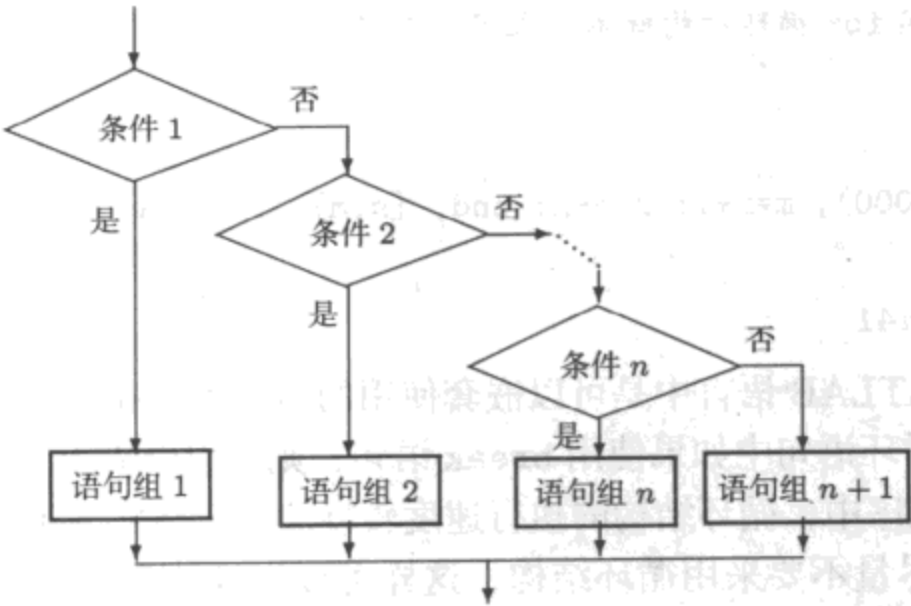 否
条件 1
是
否
条件 2
是
否
条件 n
是
语句组 1
语句组 2
语句组 n
语句组 n + 1